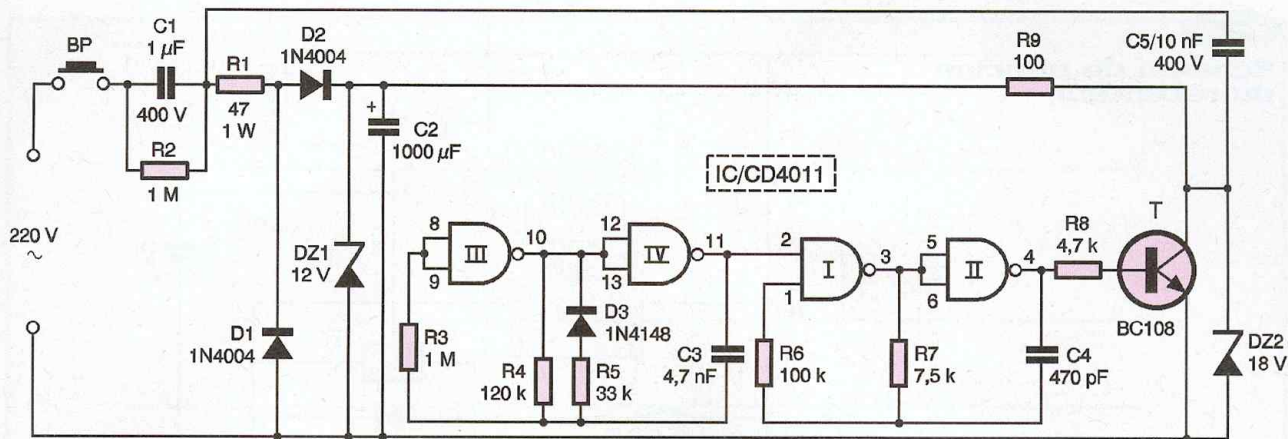 BP
C1
1 µF
400 V
R2
1 M
R1
47
1 W
D2
1N4004
+
C2
1000 µF
R9
100
C5/10 nF
400 V
IC/CD4011
220 V
~
DZ1
12 V
D1
1N4004
8
9
III
10
R3
1 M
R4
120 k
D3
1N4148
R5
33 k
12
13
IV
11
C3
4,7 nF
2
1
I
3
R6
100 k
R7
7,5 k
5
6
II
4
C4
470 pF
R8
4,7 k
T
BC108
DZ2
18 V